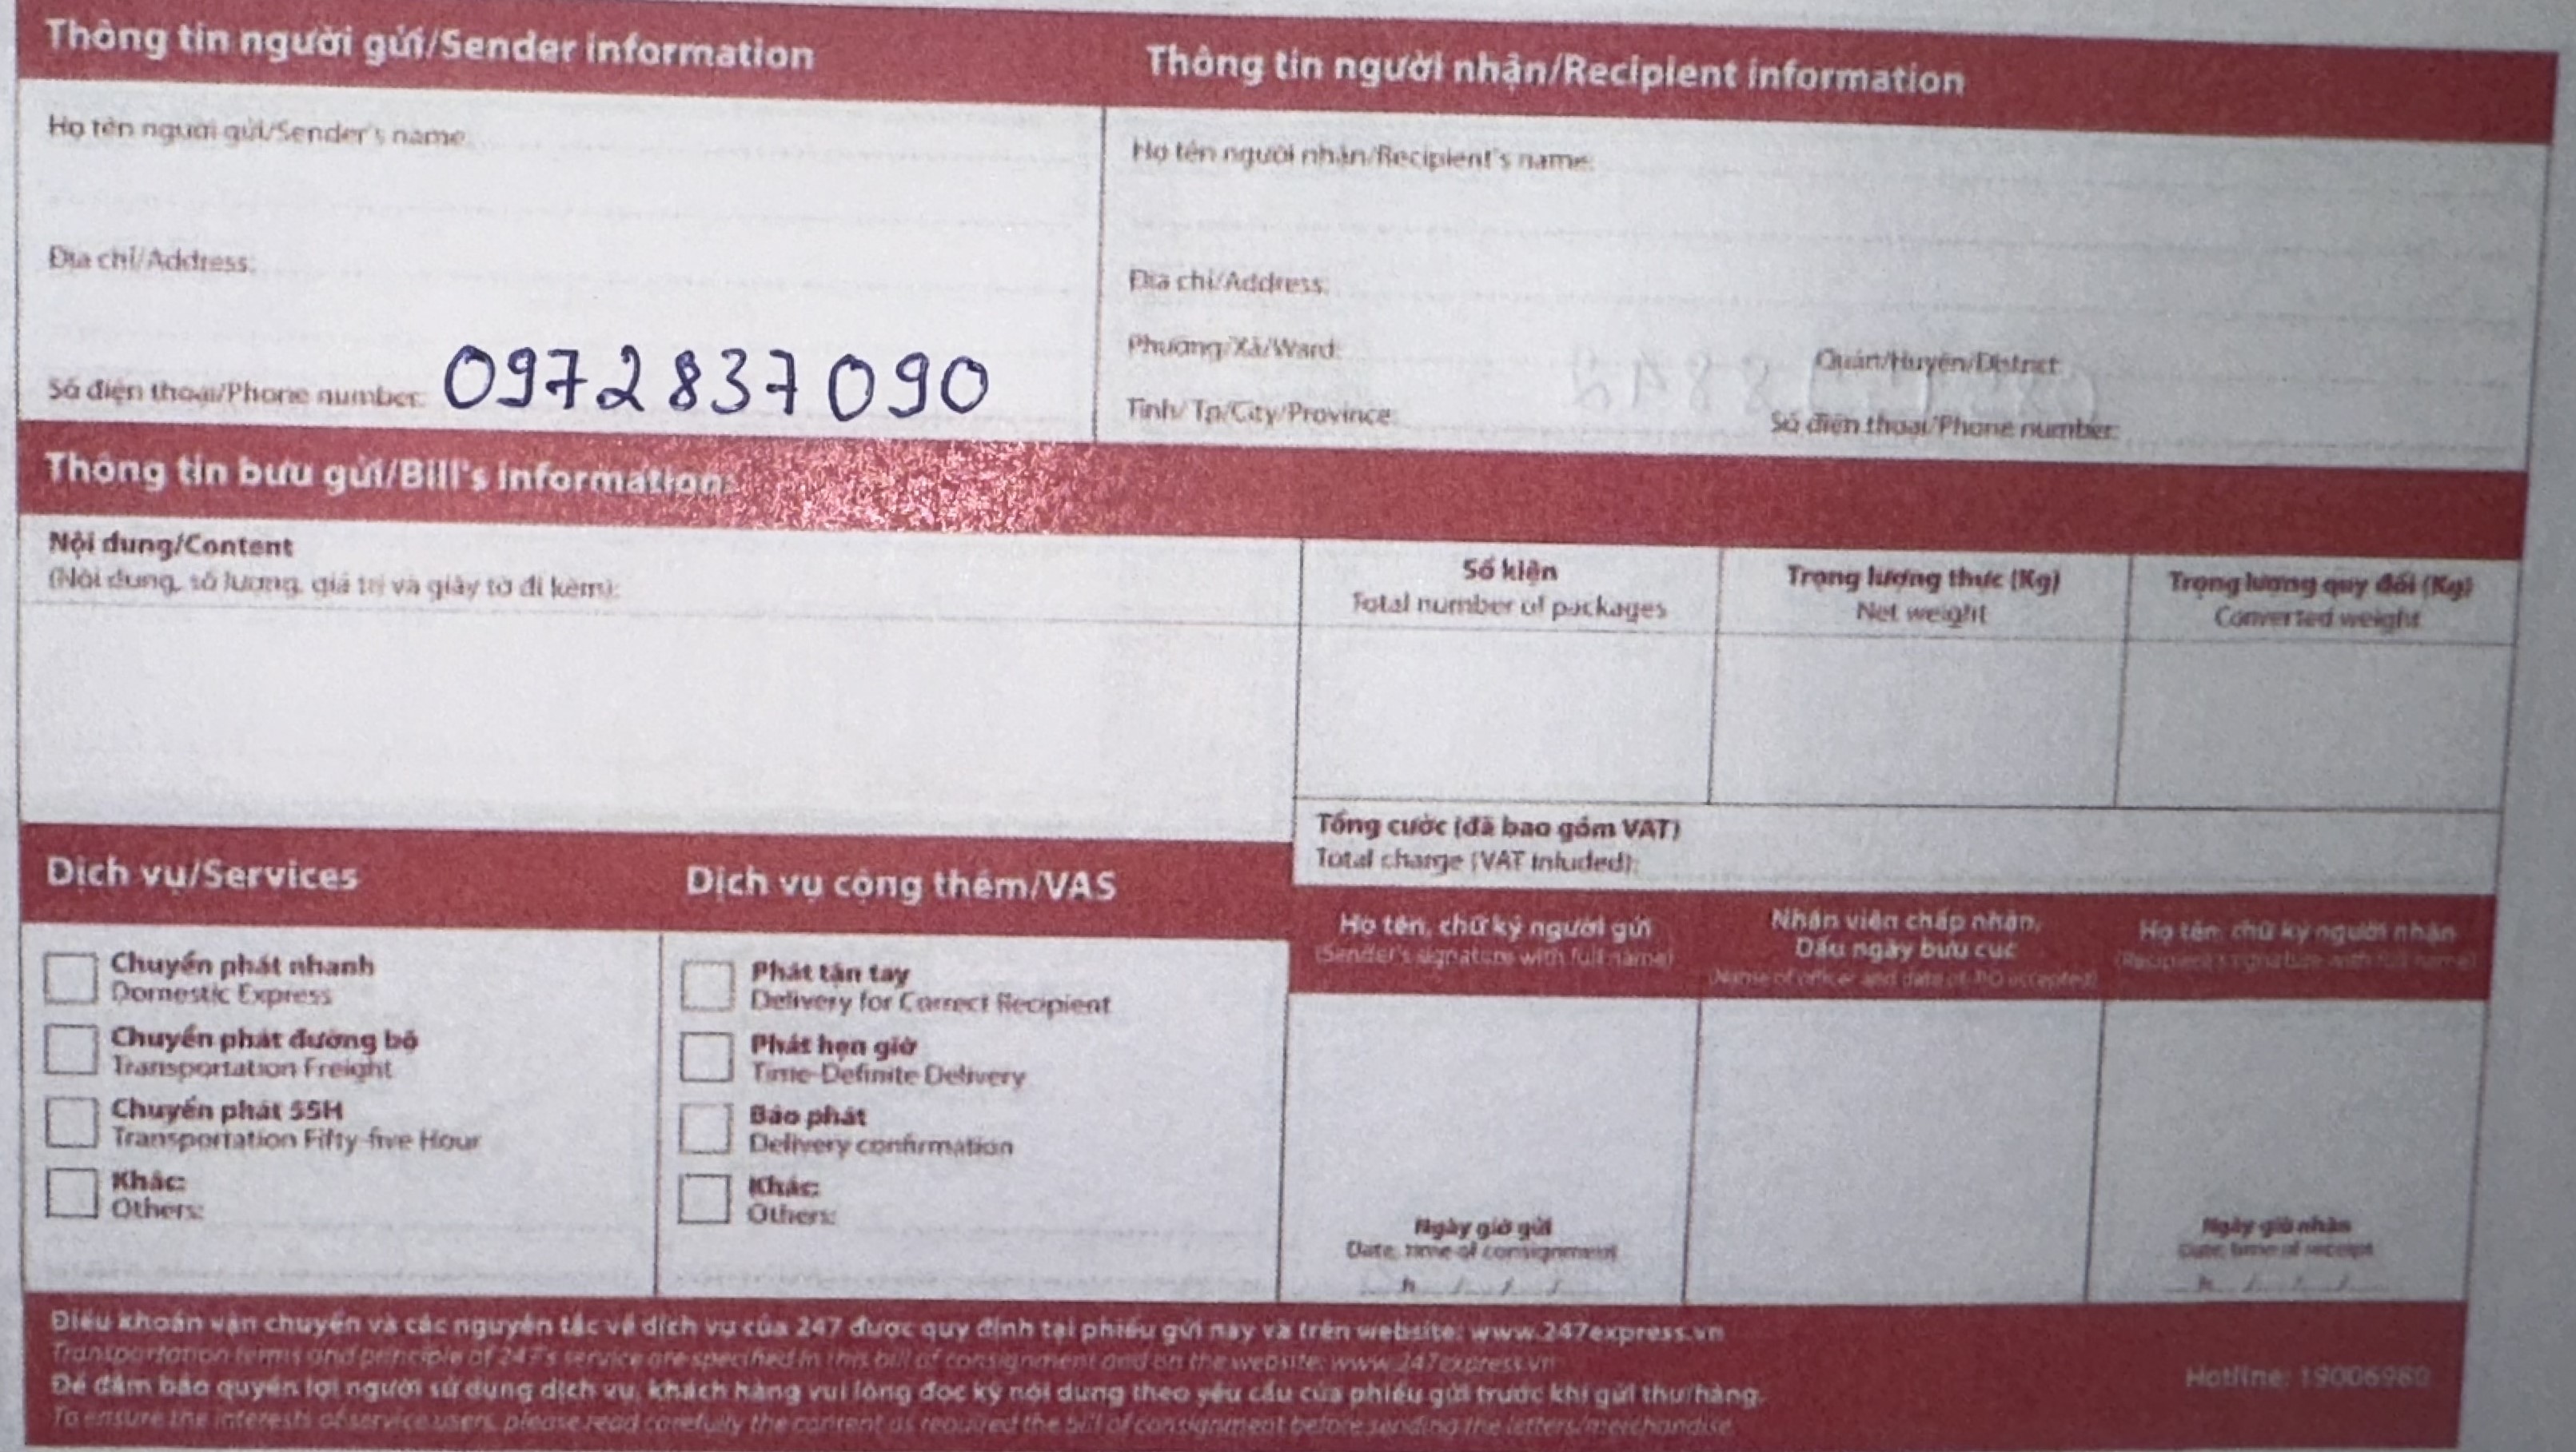 Thông tin người gửi/Sender information
Thông tin người nhận/Recipient information
Họ tên người gửi/Sender's name:
Họ tên người nhận/Recipient's name:
Địa chỉ/Address:
Địa chỉ/Address:
Phường/Xã/Ward:
Quận/Huyện/District:
Số điện thoại/Phone number: 0972837090
Tỉnh/Tp/City/Province:
Số điện thoại/Phone number:
Thông tin bưu gửi/Bill's information:
Nội dung/Content
(Nội dung, số lượng, giá trị và giấy tờ đi kèm):
Số kiện
Total number of packages
Trọng lượng thực (Kg)
Net weight
Trọng lượng quy đổi (Kg)
Converted weight
Tổng cước (đã bao gồm VAT)
Total charge (VAT inluded):
Dịch vụ/Services
Dịch vụ cộng thêm/VAS
Họ tên, chữ ký người gửi
(Sender's signature with full name)
Nhân viên chấp nhận,
Dấu ngày bưu cục
(Name of officer and date of PO accepted)
Họ tên, chữ ký người nhận
(Recipient's signature with full name)
Chuyển phát nhanh
Domestic Express
Chuyển phát đường bộ
Transportation Freight
Chuyển phát 55H
Transportation Fifty-five Hour
Khác:
Others:
Phát tận tay
Delivery for Correct Recipient
Phát hẹn giờ
Time-Definite Delivery
Báo phát
Delivery confirmation
Khác:
Others:
Ngày giờ gửi
Date, time of consignment
h / / /
Ngày giờ nhận
Date, time of receipt
h / / /
Điều khoản vận chuyển và các nguyên tắc về dịch vụ của 247 được quy định tại phiếu gửi này và trên website: www.247express.vn
Transportation terms and principle of 247's service are specified in this bill of consignment and on the website: www.247express.vn
Để đảm bảo quyền lợi người sử dụng dịch vụ, khách hàng vui lòng đọc kỹ nội dung theo yêu cầu của phiếu gửi trước khi gửi thư/hàng.
To ensure the interests of service users, please read carefully the content as required the bill of consignment before sending the letters/merchandise
Hotline: 19006980